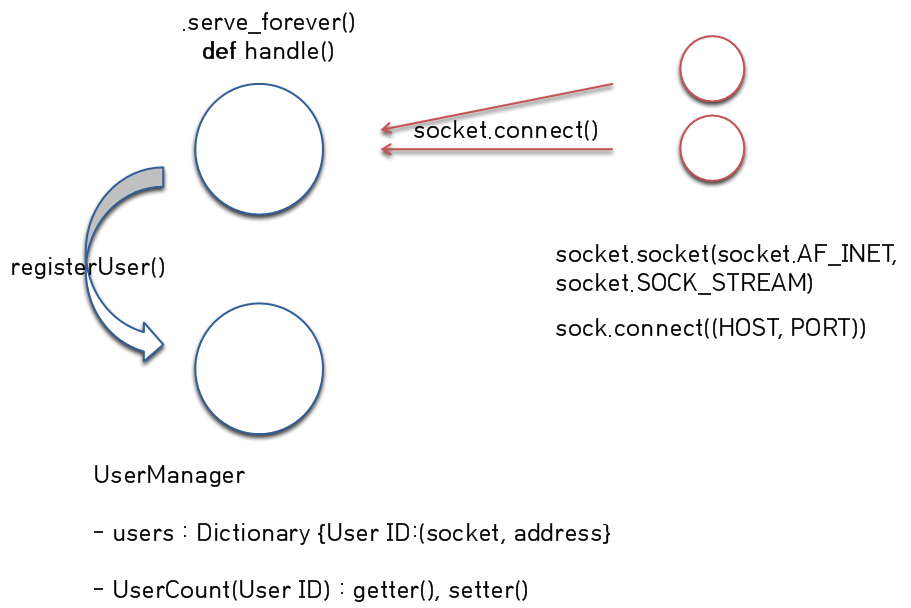 .serve_forever()
def handle()
socket.connect()
registerUser()
socket.socket(socket.AF_INET,
socket.SOCK_STREAM)
sock.connect((HOST, PORT))
UserManager
- users : Dictionary {User ID:(socket, address}
- UserCount(User ID) : getter(), setter()